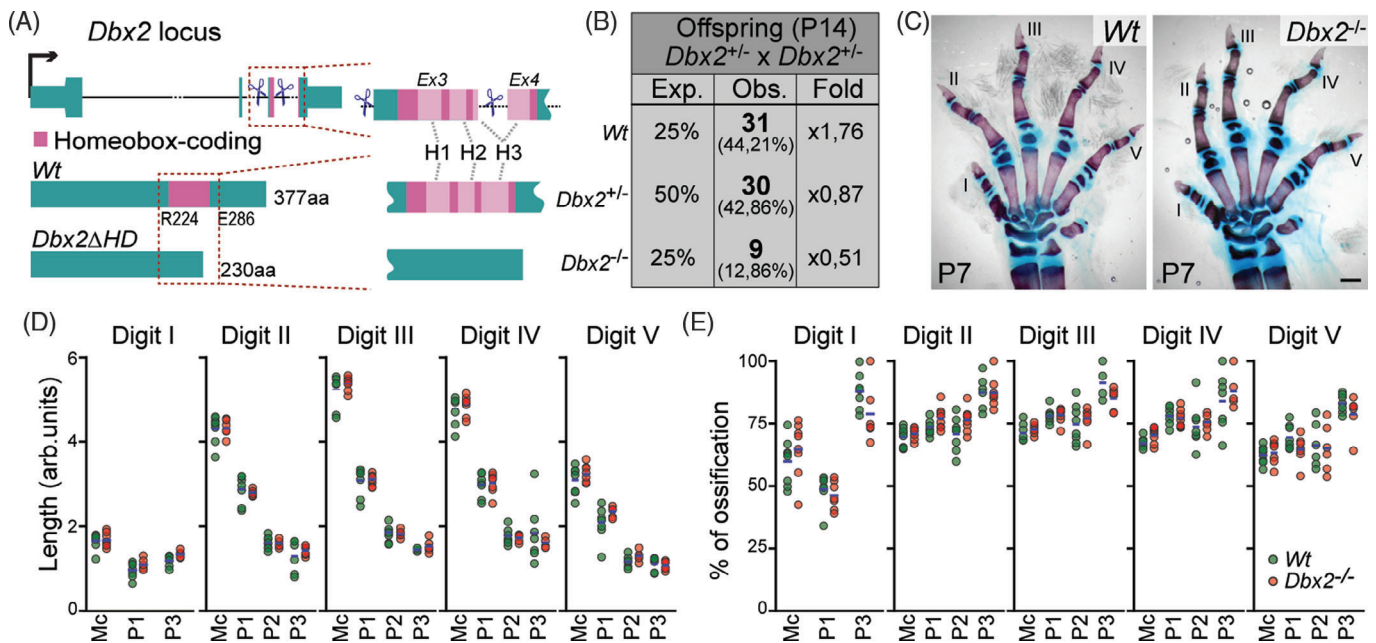 (A)
Dbx2 locus
Ex3
Ex4
Homeobox-coding
H1
H2
H3
Wt
377aa
R224
E286
Dbx2ΔHD
230aa
(B)
Offspring (P14)
Dbx2+/- x Dbx2+/-
Exp.
Obs.
Fold
Wt
25%
31
(44,21%)
x1,76
Dbx2+/-
50%
30
(42,86%)
x0,87
Dbx2-/-
25%
9
(12,86%)
x0,51
(C)
Wt
I
II
III
IV
V
P7
Dbx2-/-
I
II
III
IV
V
P7
(D)
Digit I
Digit II
Digit III
Digit IV
Digit V
Length (arb.units)
6
4
2
0
Mc P1 P3
Mc P1 P2 P3
Mc P1 P2 P3
Mc P1 P2 P3
Mc P1 P2 P3
(E)
Digit I
Digit II
Digit III
Digit IV
Digit V
% of ossification
100
75
50
25
0
Wt
Dbx2-/-
Mc P1 P3
Mc P1 P2 P3
Mc P1 P2 P3
Mc P1 P2 P3
Mc P1 P2 P3